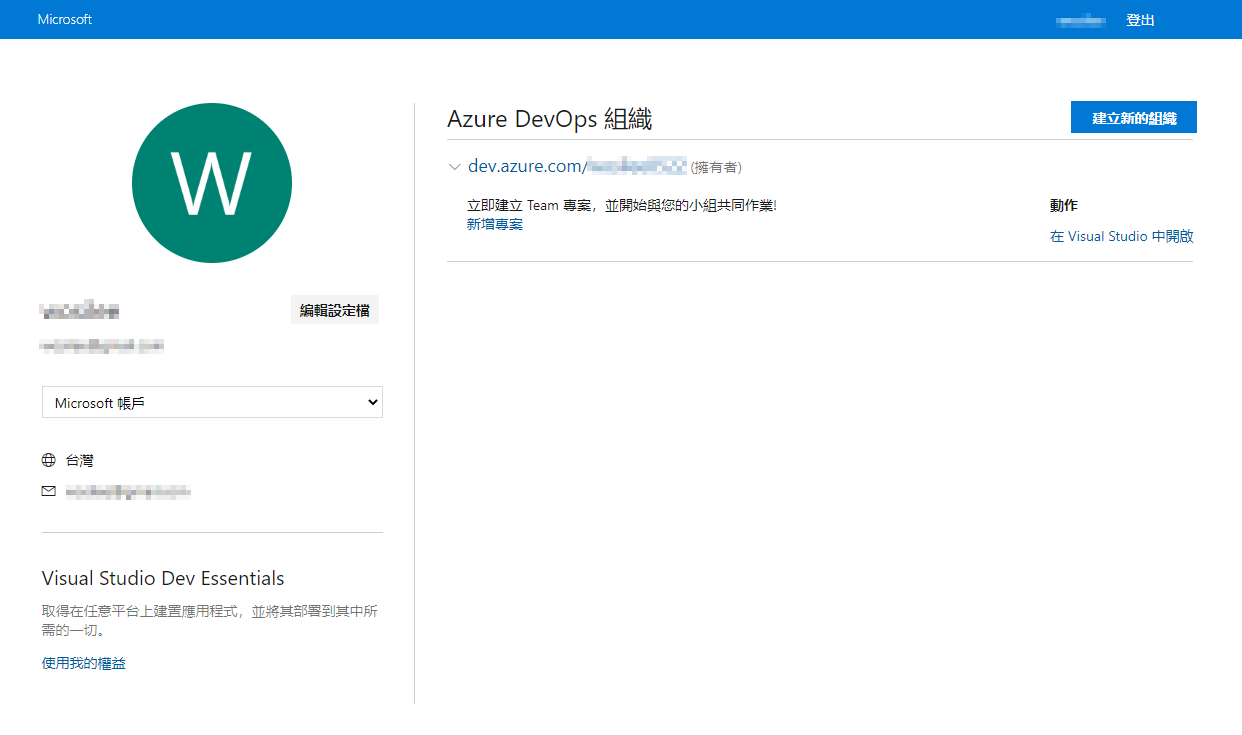 Microsoft
登出
W
編輯設定檔
Microsoft 帳戶
台灣
Visual Studio Dev Essentials
取得在任意平台上建置應用程式，並將其部署到其中所
需的一切。
使用我的權益
Azure DevOps 組織
建立新的組織
dev.azure.com/ (擁有者)
立即建立 Team 專案，並開始與您的小組共同作業!
新增專案
動作
在 Visual Studio 中開啟